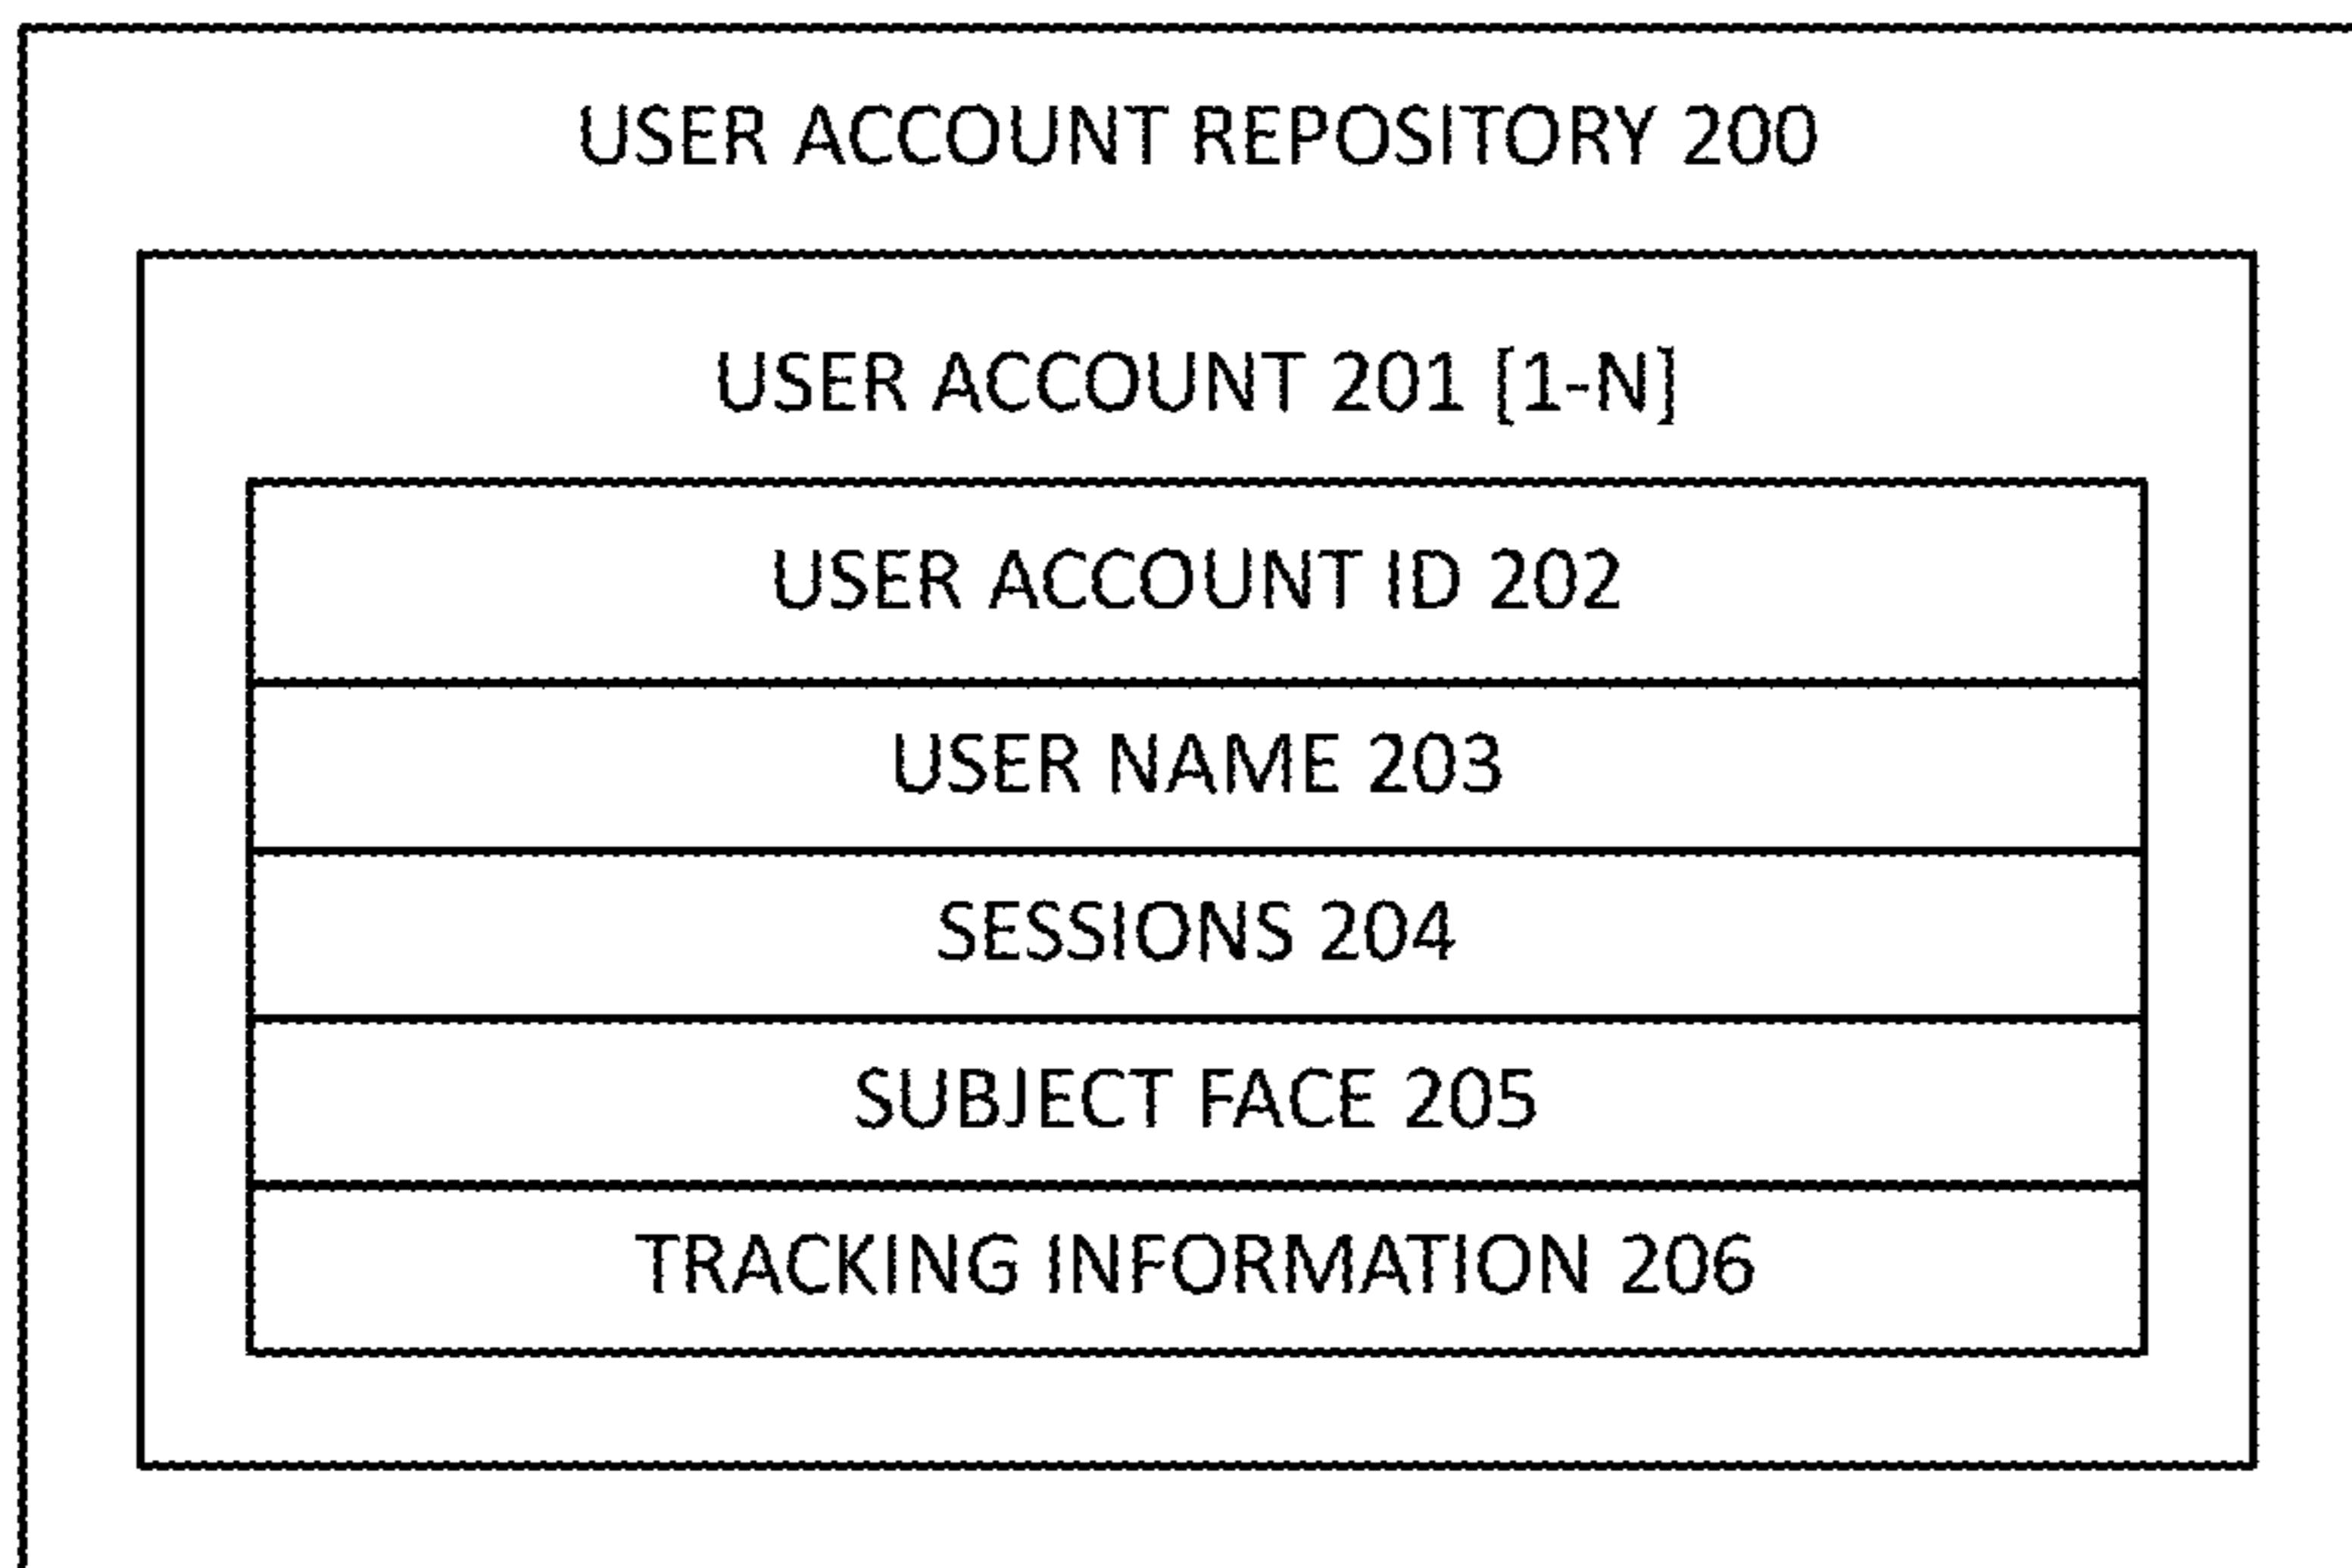 USER ACCOUNT REPOSITORY 200
USER ACCOUNT 201 [1-N]
USER ACCOUNT ID 202
USER NAME 203
SESSIONS 204
SUBJECT FACE 205
TRACKING INFORMATION 206